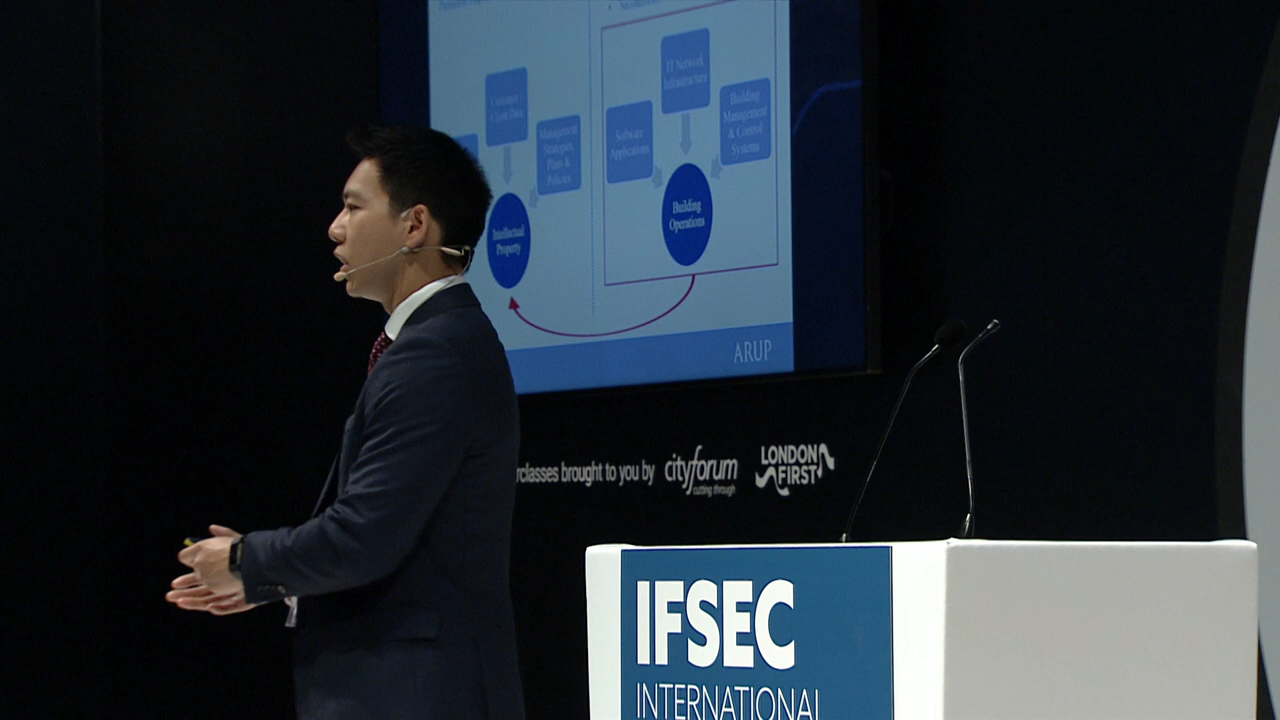 Customer /
Client Data
Management
Strategies,
Plans &
Policies
Intellectual
Property
IT Network
Infrastructure
Software
Applications
Building
Management
& Control
Systems
Building
Operations
ARUP
rclasses brought to you by
cityforum
cutting through
LONDON
FIRST
IFSEC
INTERNATIONAL